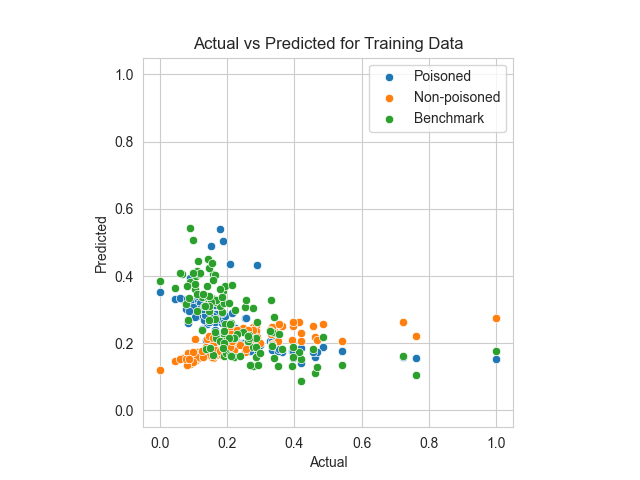 Actual vs Predicted for Training Data
Poisoned
Non-poisoned
Benchmark
1.0
0.8
0.6
0.4
0.2
0.0
Predicted
0.0 0.2 0.4 0.6 0.8 1.0
Actual